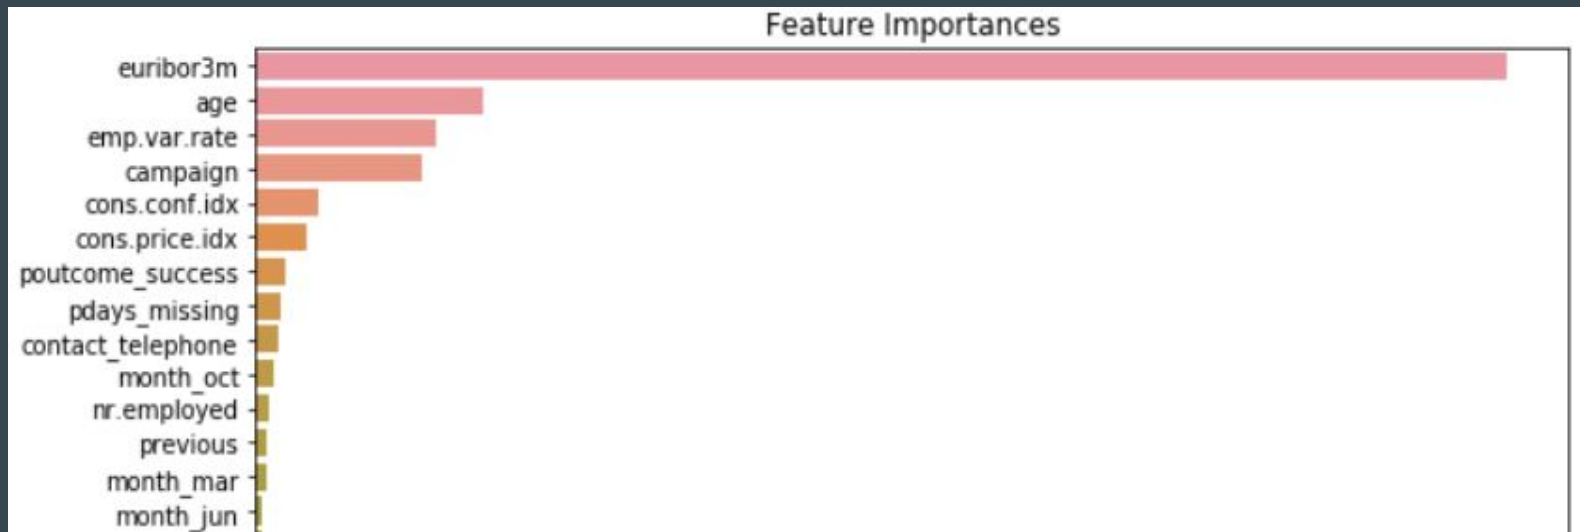 Feature Importances
euribor3m
age
emp.var.rate
campaign
cons.conf.idx
cons.price.idx
poutcome_success
pdays_missing
contact_telephone
month_oct
nr.employed
previous
month_mar
month_jun